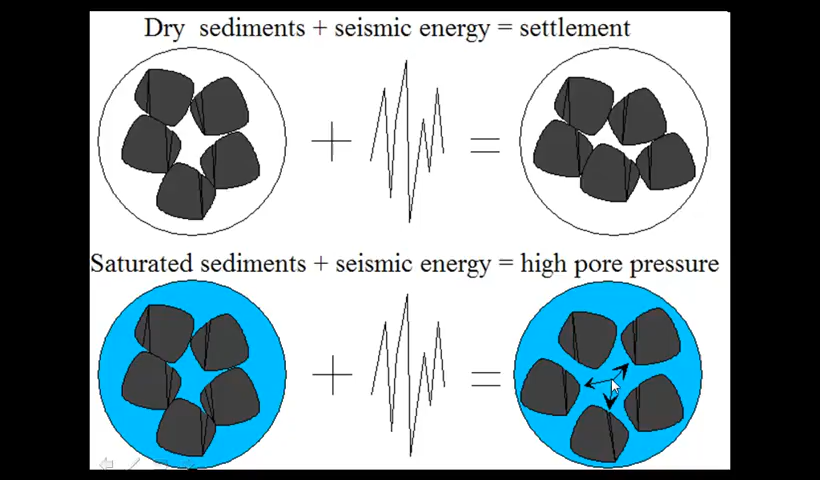 Dry sediments + seismic energy = settlement
+ =
Saturated sediments + seismic energy = high pore pressure
+ =